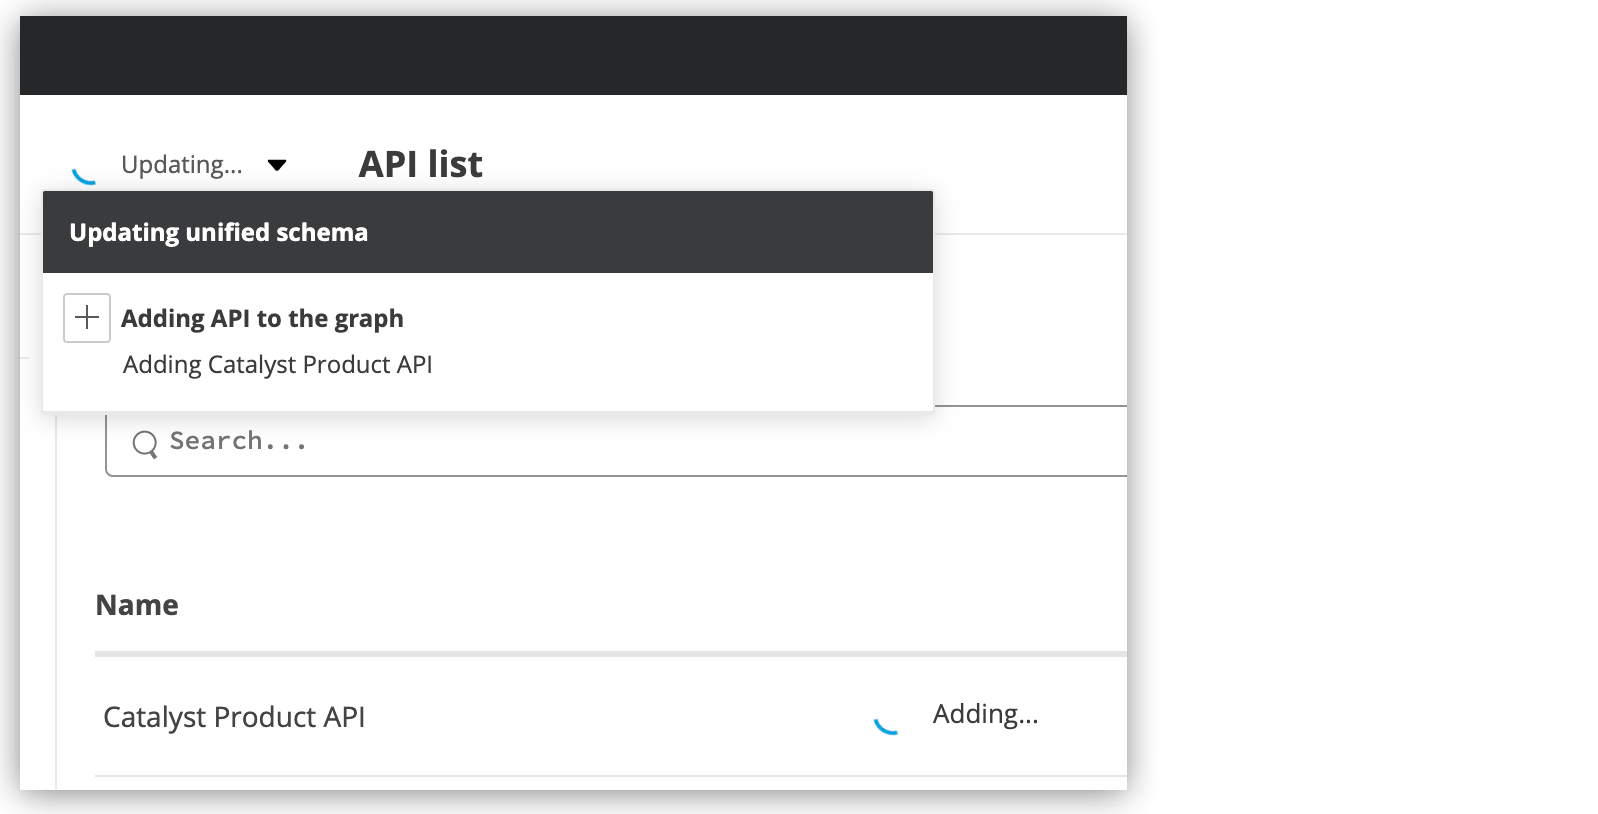 Updating...
API list
Updating unified schema
Adding API to the graph
Adding Catalyst Product API
Search...
Name
Catalyst Product API
Adding...